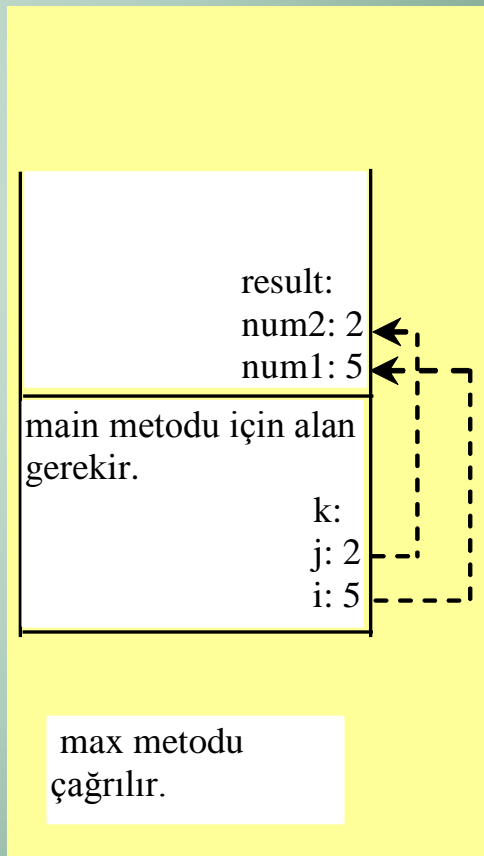 result:
num2: 2
num1: 5
main metodu için alan
gerekir.
k:
j: 2
i: 5
max metodu
çağrılır.